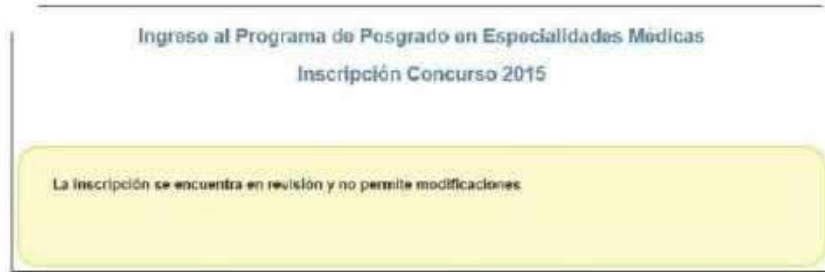 Ingreso al Programa de Posgrado en Especialidades Médicas
Inscripción Concurso 2015
La inscripción se encuentra en revisión y no permite modificaciones